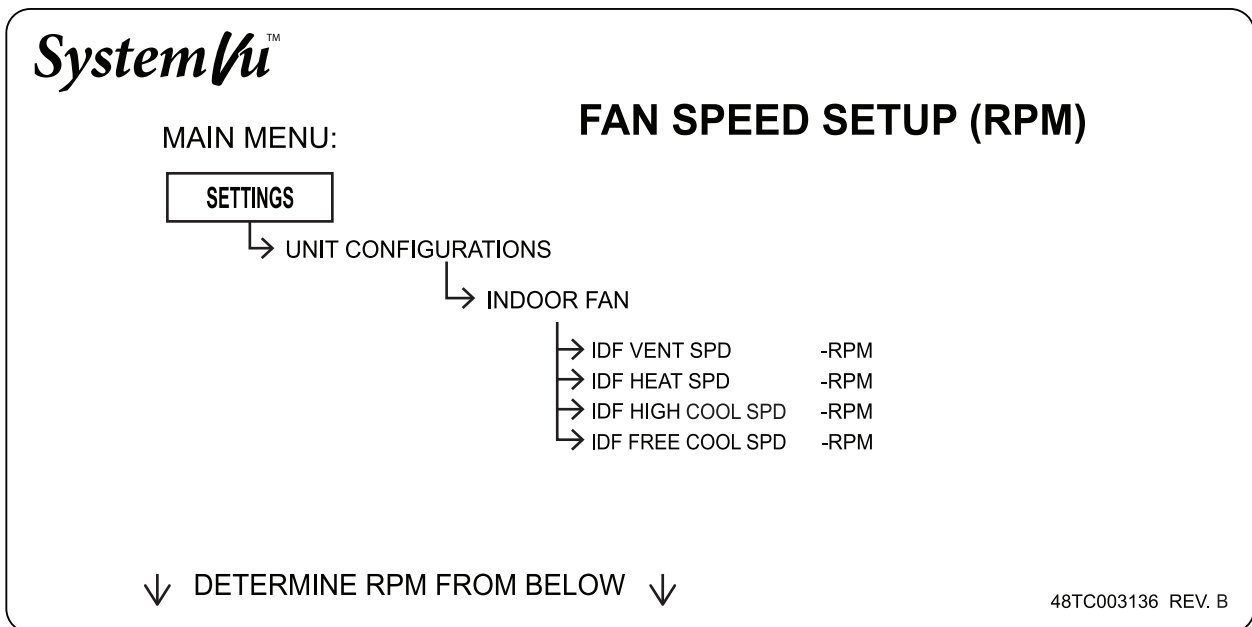 SystemVu™
FAN SPEED SETUP (RPM)
MAIN MENU:
SETTINGS
UNIT CONFIGURATIONS
INDOOR FAN
IDF VENT SPD -RPM
IDF HEAT SPD -RPM
IDF HIGH COOL SPD -RPM
IDF FREE COOL SPD -RPM
DETERMINE RPM FROM BELOW
48TC003136 REV. B